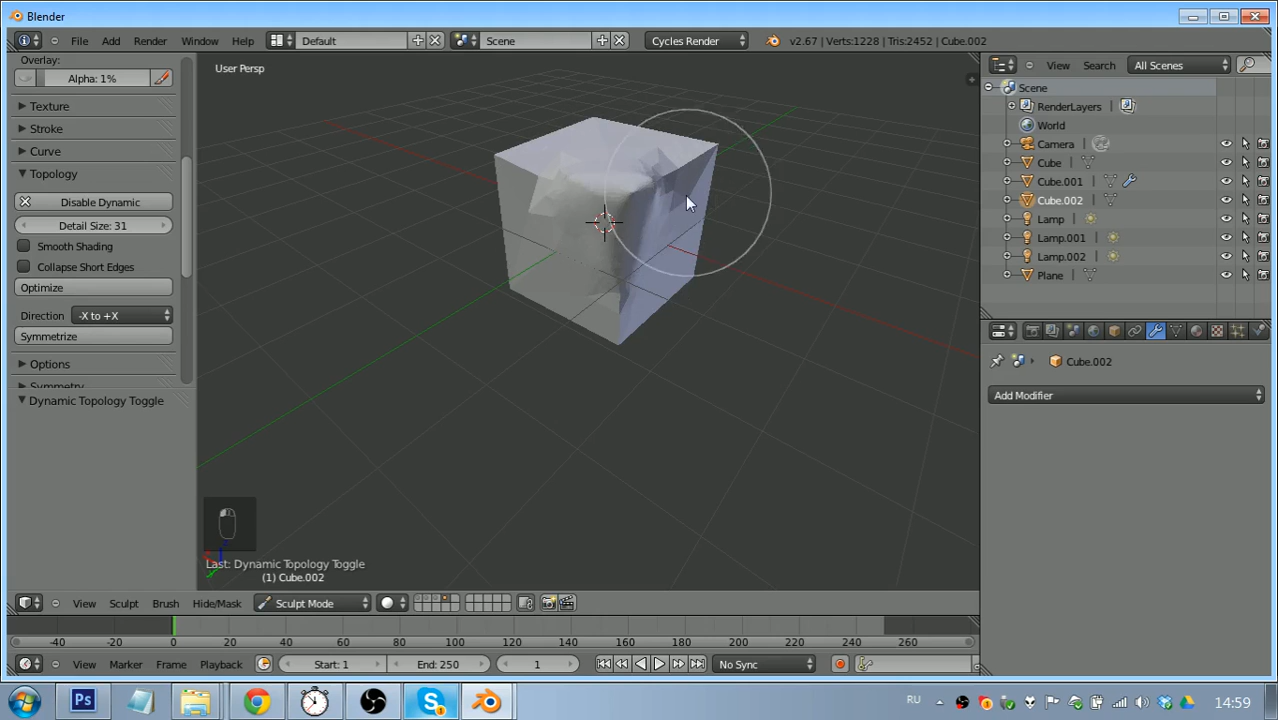 Blender
File Add Render Window Help Default Scene Cycles Render v2.67 | Verts:1228 | Tris:2452 | Cube.002
Overlay:
Alpha: 1%
Texture
Stroke
Curve
Topology
Disable Dynamic
Detail Size: 31
Smooth Shading
Collapse Short Edges
Optimize
Direction -X to +X
Symmetrize
Options
Symmetry
Dynamic Topology Toggle
User Persp
Last: Dynamic Topology Toggle
(1) Cube.002
View Search All Scenes
Scene
RenderLayers
World
Camera
Cube
Cube.001
Cube.002
Lamp
Lamp.001
Lamp.002
Plane
Cube.002
Add Modifier
View Sculpt Brush Hide/Mask Sculpt Mode
-40 -20 0 20 40 60 80 100 120 140 160 180 200 220 240 260
View Marker Frame Playback Start: 1 End: 250 1 No Sync
Ps S RU 14:59